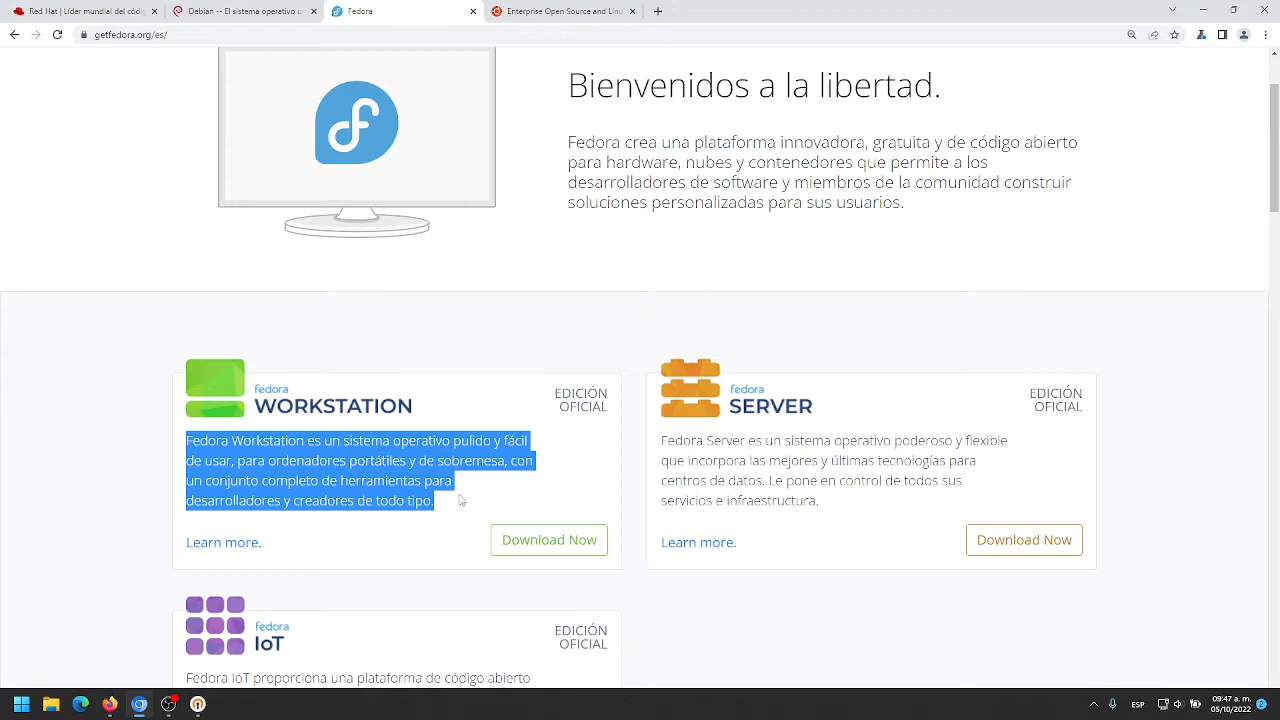 Red Hat | Líder mundial del códig
Debian -- El sistema operativo u
Fedora
Enterprise Open Source and Linu
getfedora.org/es/
Bienvenidos a la libertad.
Fedora crea una plataforma innovadora, gratuita y de código abierto
para hardware, nubes y contenedores que permite a los
desarrolladores de software y miembros de la comunidad construir
soluciones personalizadas para sus usuarios.
fedora
WORKSTATION
EDICIÓN
OFICIAL
Fedora Workstation es un sistema operativo pulido y fácil
de usar, para ordenadores portátiles y de sobremesa, con
un conjunto completo de herramientas para
desarrolladores y creadores de todo tipo.
Learn more.
Download Now
fedora
SERVER
EDICIÓN
OFICIAL
Fedora Server es un sistema operativo poderoso y flexible
que incorpora las mejores y últimas tecnologías para
centros de datos. Le pone en control de todos sus
servicios e infraestructura.
Learn more.
Download Now
fedora
IoT
EDICIÓN
OFICIAL
Fedora IoT proporciona una plataforma de código abierto
ESP
09:47 a. m.
05/10/2022
2